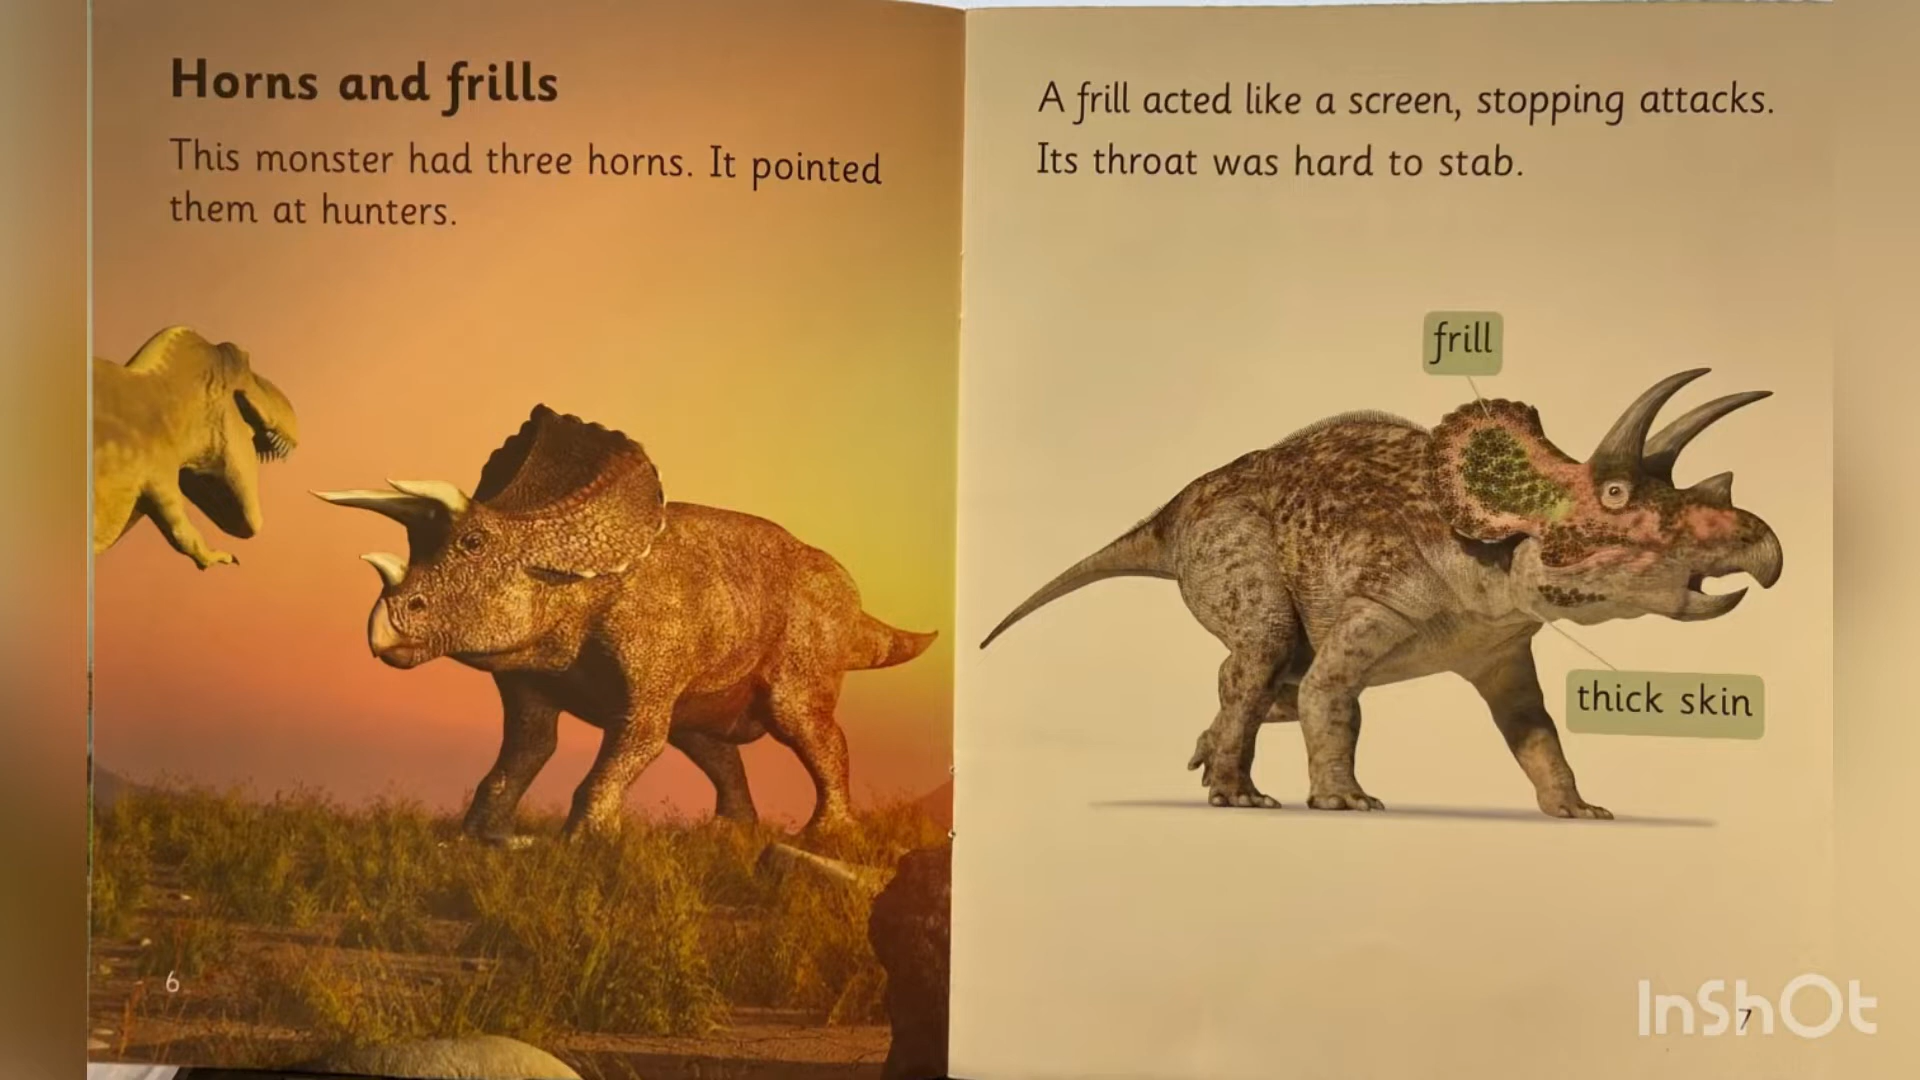 Horns and frills
This monster had three horns. It pointed
them at hunters.
6
A frill acted like a screen, stopping attacks.
Its throat was hard to stab.
frill
thick skin
7
InShOt